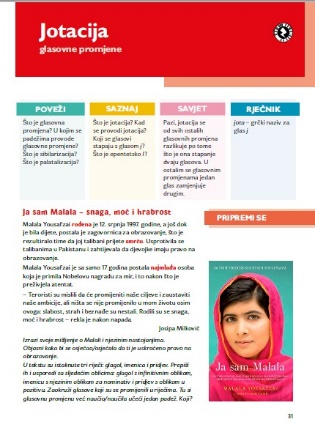 Jotacija
glasovne promjene
POVEŽI
Što je glasovna
promjena? U kojim se
padežima provode
glasovne promjene?
Što je sibilarizacija?
Što je palatalizacija?
SAZNAJ
Što je jotacija? Kad
se provodi jotacija?
Koji se glasovi
stapaju s glasom j?
Što je epentetsko l?
SAVJET
Pazi, jotacija se
od svih ostalih
glasovnih promjena
razlikuje po tome
što je ona stapanje
dvaju glasova. U
ostalim se glasovnim
promjenama jedan
glas zamjenjuje
drugim.
RJEČNIK
jota – grčki naziv za
glas j
Ja sam Malala – snaga, moć i hrabrost
Malala Yousafzai rođena je 12. srpnja 1997. godine, a još dok
je bila dijete, postala je zagovornica za obrazovanje, što je
rezultiralo time da joj talibani prijete smrću. Usprotivila se
talibanima u Pakistanu i zahtijevala da djevojke imaju pravo na
obrazovanje.
Malala Yousafzai je sa samo 17 godina postala najmlađa osoba
koja je primila Nobelovu nagradu za mir, i to nakon što je
preživjela atentat.
– Teroristi su mislili da će promijeniti naše ciljeve i zaustaviti
naše ambicije, ali ništa se nije promijenilo u mom životu osim
ovoga: slabost, strah i beznađe su nestali. Rodili su se snaga,
moć i hrabrost – rekla je nakon napada.
Josipa Milković
Izrazi svoje mišljenje o Malali i njezinim nastojanjima.
Objasni kako bi se osjećao/osjećala da ti je uskraćeno pravo na
obrazovanje.
U tekstu su istaknute tri riječi: glagol, imenica i pridjev. Prepiši
ih i usporedi sa sljedećim oblicima: glagol s infinitivnim oblikom,
imenicu s njezinim oblikom za nominativ i pridjev s oblikom u
pozitivu. Zaokruži glasove koji su se promijenili u riječima. Tu si
glasovnu promjenu već naučio/naučila učeći jedan padež. Koji?
PRIPREMI SE
Ja sam Malala
MALALA YOUSAFZAI
31